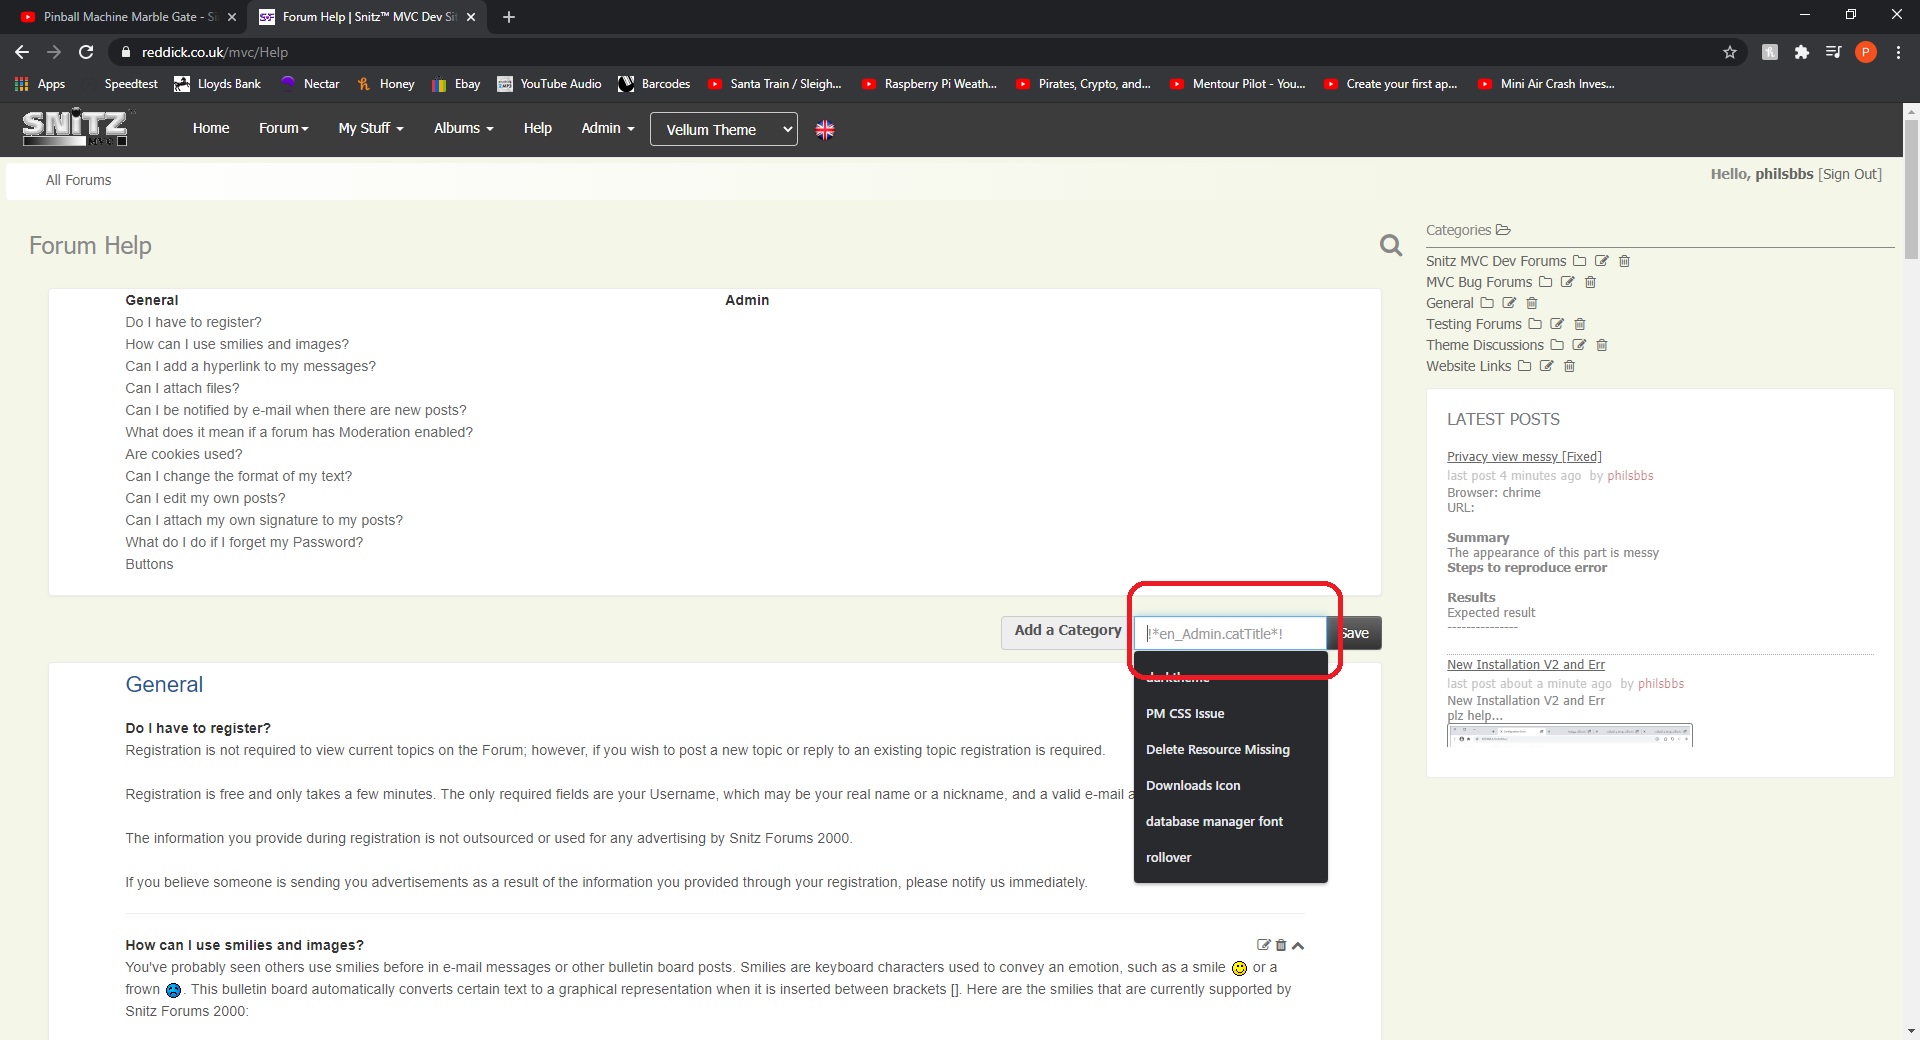 Pinball Machine Marble Gate - S
Forum Help | Snitz™ MVC Dev Sit
reddick.co.uk/mvc/Help
P
Apps
Speedtest
Lloyds Bank
Nectar
Honey
Ebay
YouTube Audio
Barcodes
Santa Train / Sleigh...
Raspberry Pi Weath...
Pirates, Crypto, and...
Mentour Pilot - You...
Create your first ap...
Mini Air Crash Inves...
SNiTZ
MVC
Home
Forum
My Stuff
Albums
Help
Admin
Vellum Theme
All Forums
Hello, philsbbs [Sign Out]
Forum Help
General
Do I have to register?
How can I use smilies and images?
Can I add a hyperlink to my messages?
Can I attach files?
Can I be notified by e-mail when there are new posts?
What does it mean if a forum has Moderation enabled?
Are cookies used?
Can I change the format of my text?
Can I edit my own posts?
Can I attach my own signature to my posts?
What do I do if I forget my Password?
Buttons
Admin
Add a Category
!*en_Admin.catTitle*!
Save
darktheme
PM CSS Issue
Delete Resource Missing
Downloads Icon
database manager font
rollover
General
Do I have to register?
Registration is not required to view current topics on the Forum; however, if you wish to post a new topic or reply to an existing topic registration is required.
Registration is free and only takes a few minutes. The only required fields are your Username, which may be your real name or a nickname, and a valid e-mail a
The information you provide during registration is not outsourced or used for any advertising by Snitz Forums 2000.
If you believe someone is sending you advertisements as a result of the information you provided through your registration, please notify us immediately.
How can I use smilies and images?
You've probably seen others use smilies before in e-mail messages or other bulletin board posts. Smilies are keyboard characters used to convey an emotion, such as a smile or a
frown . This bulletin board automatically converts certain text to a graphical representation when it is inserted between brackets []. Here are the smilies that are currently supported by
Snitz Forums 2000:
Categories
Snitz MVC Dev Forums
MVC Bug Forums
General
Testing Forums
Theme Discussions
Website Links
LATEST POSTS
Privacy view messy [Fixed]
last post 4 minutes ago by philsbbs
Browser: chrime
URL:
Summary
The appearance of this part is messy
Steps to reproduce error
Results
Expected result
---------------
New Installation V2 and Err
last post about a minute ago by philsbbs
New Installation V2 and Err
plz help...